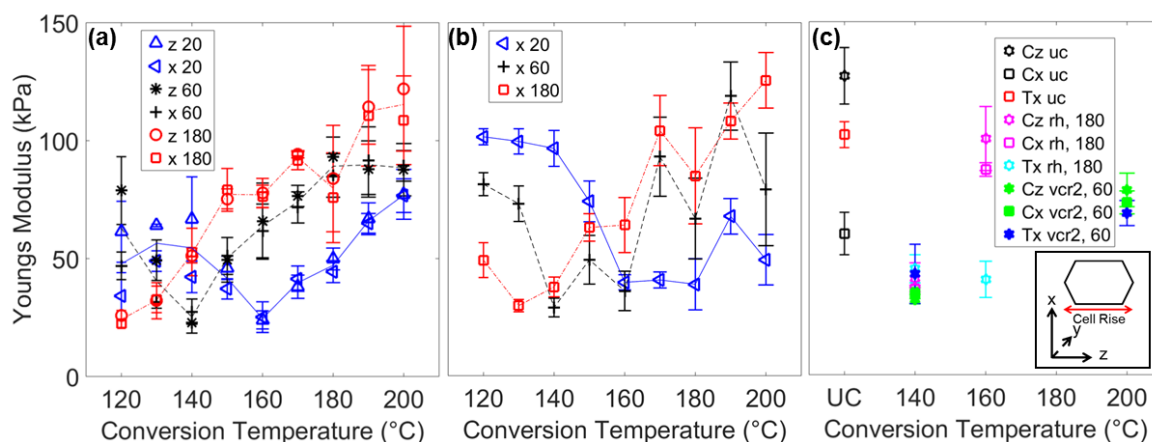 Youngs Modulus (kPa)
150
100
50
0
(a)
z 20
x 20
z 60
x 60
z 180
x 180
120 140 160 180 200
Conversion Temperature (°C)
(b)
x 20
x 60
x 180
120 140 160 180 200
Conversion Temperature (°C)
(c)
Cz uc
Cx uc
Tx uc
Cz rh, 180
Cx rh, 180
Tx rh, 180
Cz vcr2, 60
Cx vcr2, 60
Tx vcr2, 60
x
Cell Rise
y
z
UC 140 160 180 200
Conversion Temperature (°C)